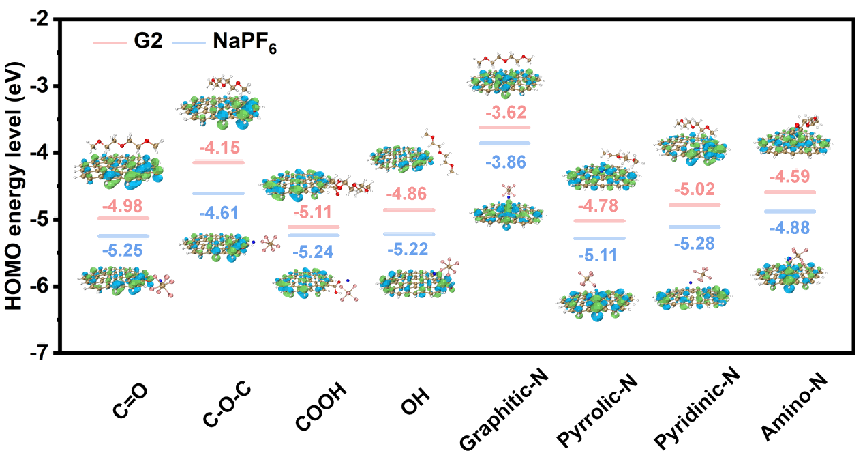 -2
-3
-4
-5
-6
-7
HOMO energy level (eV)
G2 NaPF6
-4.98
-5.25
-4.15
-4.61
-5.11
-5.24
-4.86
-5.22
-3.62
-3.86
-4.78
-5.11
-5.02
-5.28
-4.59
-4.88
C=O
C-O-C
COOH
OH
Graphitic-N
Pyrrolic-N
Pyridinic-N
Amino-N